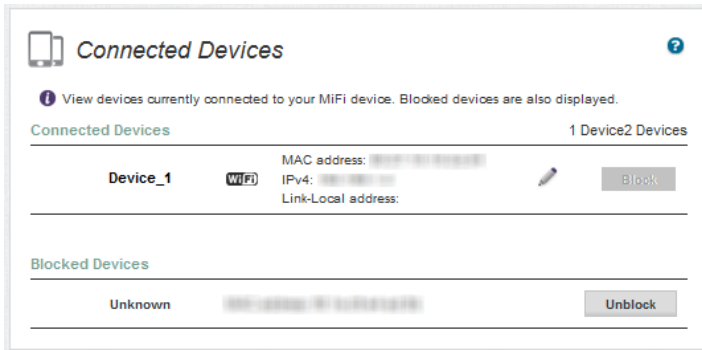 Connected Devices
?
i View devices currently connected to your MiFi device. Blocked devices are also displayed.
Connected Devices 1 Device2 Devices
MAC address:
Device_1 WiFi IPv4: Block
Link-Local address:
Blocked Devices
Unknown Unblock